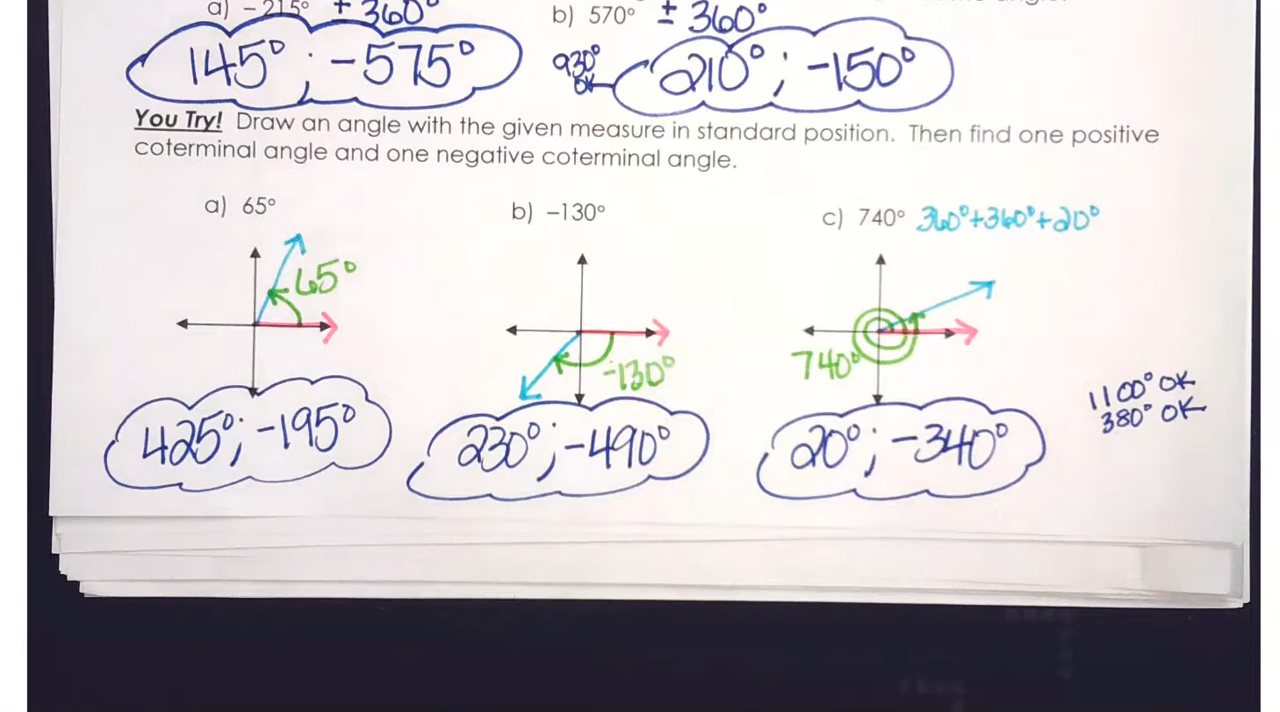 a) –215° ± 360°
b) 570° ± 360°
145° ; -575°
930° OK
210° ; -150°
You Try! Draw an angle with the given measure in standard position. Then find one positive
coterminal angle and one negative coterminal angle.
a) 65°
b) –130°
c) 740° 360°+360°+20°
65°
-130°
740°
425°; -195°
230°; -490°
20°; -340°
1100° OK
380° OK